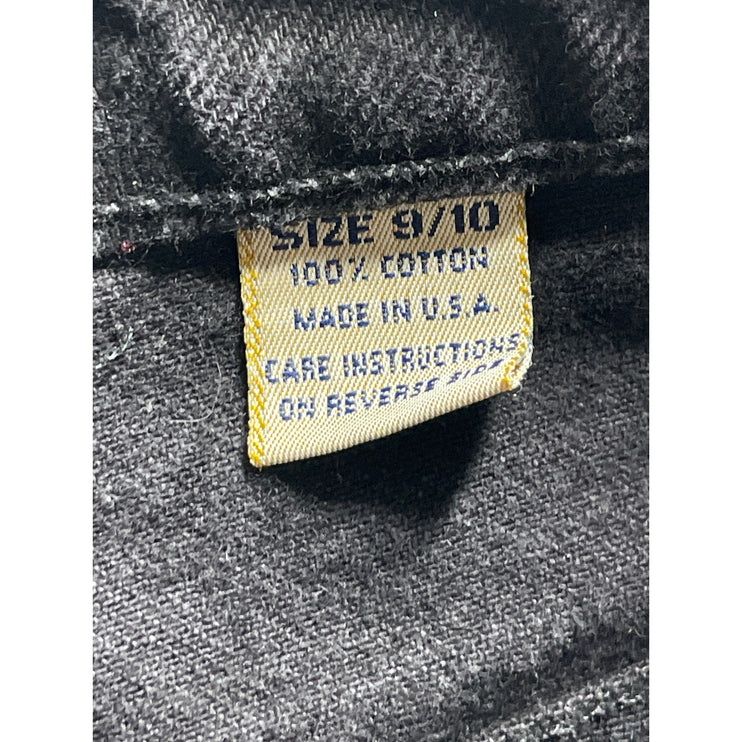 SIZE 9/10
100% COTTON
MADE IN U.S.A.
CARE INSTRUCTIONS
ON REVERSE SIDE